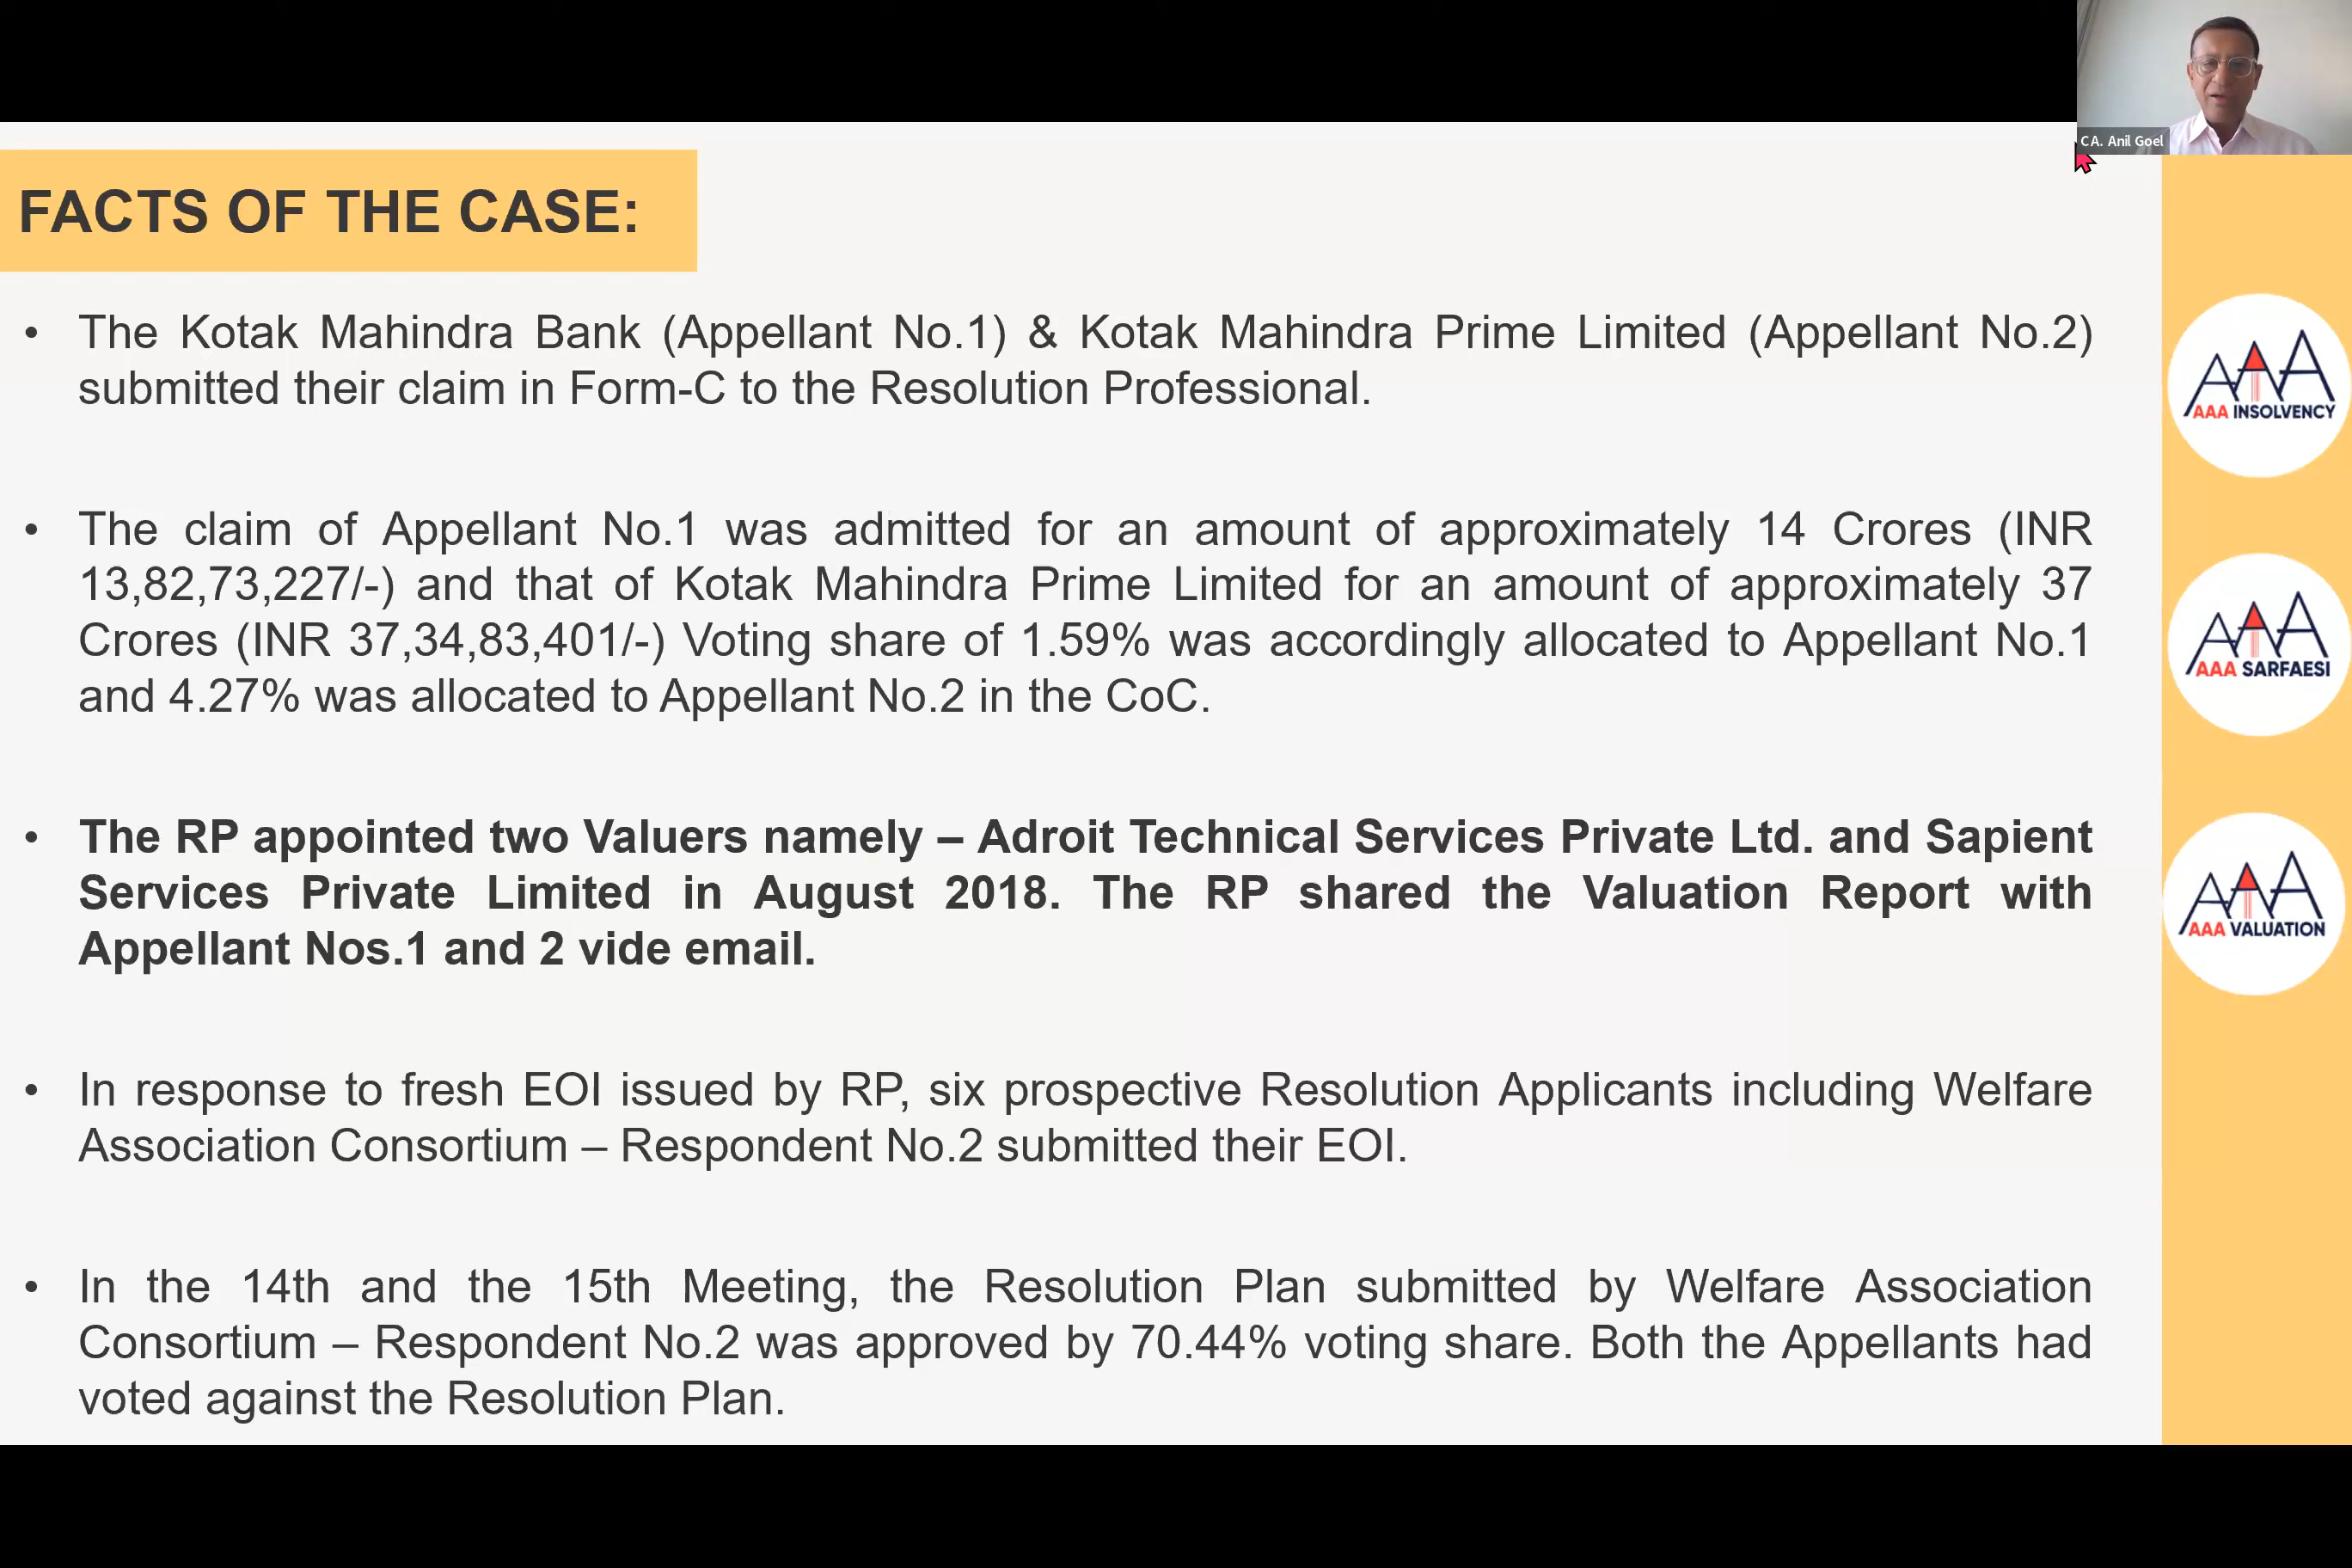 CA. Anil Goel
FACTS OF THE CASE:
• The Kotak Mahindra Bank (Appellant No.1) & Kotak Mahindra Prime Limited (Appellant No.2)
submitted their claim in Form-C to the Resolution Professional.
• The claim of Appellant No.1 was admitted for an amount of approximately 14 Crores (INR
13,82,73,227/-) and that of Kotak Mahindra Prime Limited for an amount of approximately 37
Crores (INR 37,34,83,401/-) Voting share of 1.59% was accordingly allocated to Appellant No.1
and 4.27% was allocated to Appellant No.2 in the CoC.
• The RP appointed two Valuers namely – Adroit Technical Services Private Ltd. and Sapient
Services Private Limited in August 2018. The RP shared the Valuation Report with
Appellant Nos.1 and 2 vide email.
• In response to fresh EOI issued by RP, six prospective Resolution Applicants including Welfare
Association Consortium – Respondent No.2 submitted their EOI.
• In the 14th and the 15th Meeting, the Resolution Plan submitted by Welfare Association
Consortium – Respondent No.2 was approved by 70.44% voting share. Both the Appellants had
voted against the Resolution Plan.
AAA
AAA INSOLVENCY
AAA
AAA SARFAESI
AAA
AAA VALUATION